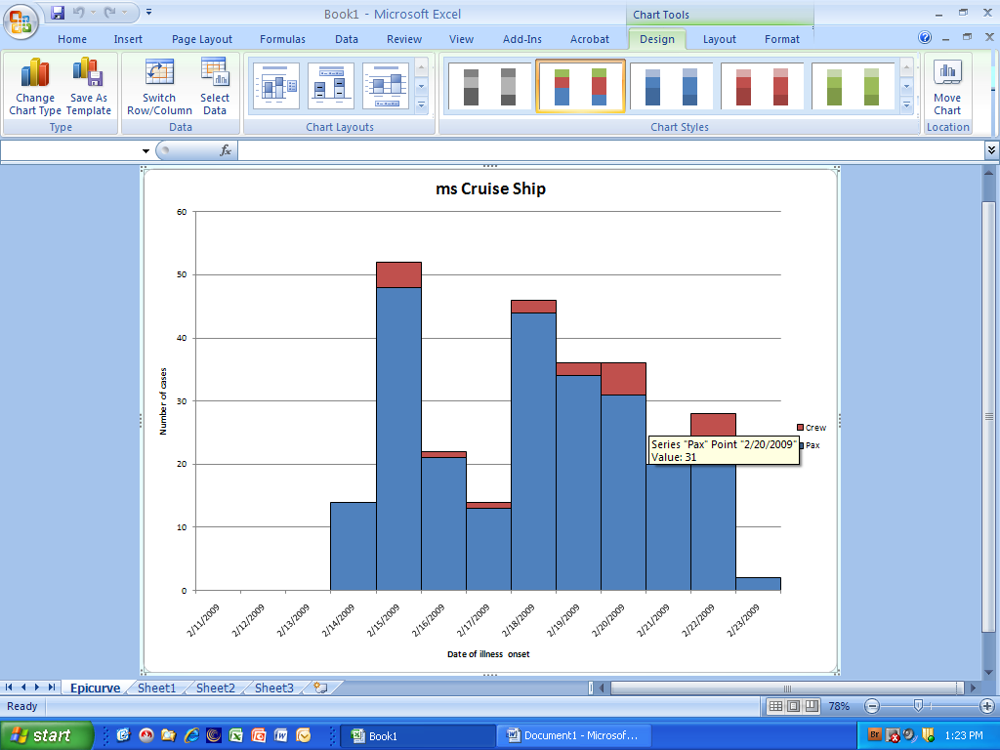 Book1 - Microsoft Excel
Chart Tools
Home Insert Page Layout Formulas Data Review View Add-Ins Acrobat Design Layout Format
Change Chart Type
Save As Template
Switch Row/Column
Select Data
Move Chart
Type
Data
Chart Layouts
Chart Styles
Location
fx
ms Cruise Ship
60
50
40
30
20
10
0
Number of cases
Crew
Pax
Series "Pax" Point "2/20/2009"
Value: 31
2/11/2009
2/12/2009
2/13/2009
2/14/2009
2/15/2009
2/16/2009
2/17/2009
2/18/2009
2/19/2009
2/20/2009
2/21/2009
2/22/2009
2/23/2009
Date of illness onset
Epicurve Sheet1 Sheet2 Sheet3
Ready
78%
start
Book1
Document1 - Microsof...
Br
1:23 PM